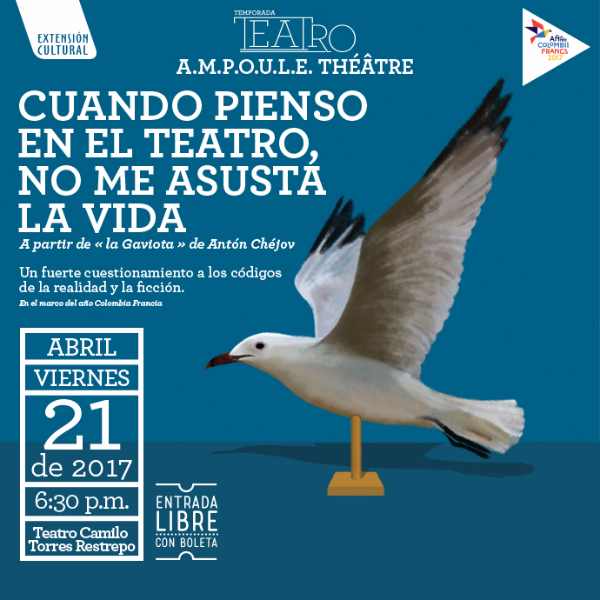 EXTENSIÓN
CULTURAL
TEMPORADA
TEATRO
A.M.P.O.U.L.E. THÉÂTRE
Año
COLOMBIA
FRANCIA
2017
CUANDO PIENSO
EN EL TEATRO,
NO ME ASUSTA
LA VIDA
A partir de « la Gaviota » de Antón Chéjov
Un fuerte cuestionamiento a los códigos
de la realidad y la ficción.
En el marco del año Colombia Francia
ABRIL
VIERNES
21
de 2017
6:30 p.m.
Teatro Camilo
Torres Restrepo
ENTRADA
LIBRE
CON BOLETA